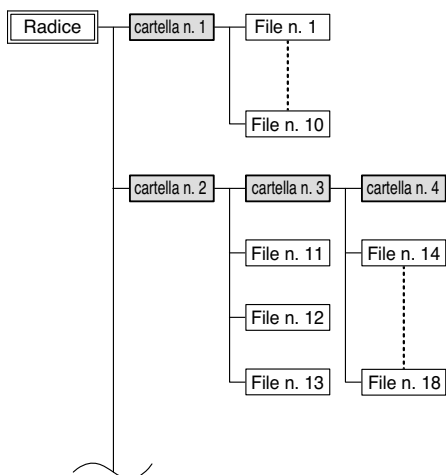 Radice
cartella n. 1
File n. 1
File n. 10
cartella n. 2
cartella n. 3
cartella n. 4
File n. 11
File n. 14
File n. 12
File n. 13
File n. 18